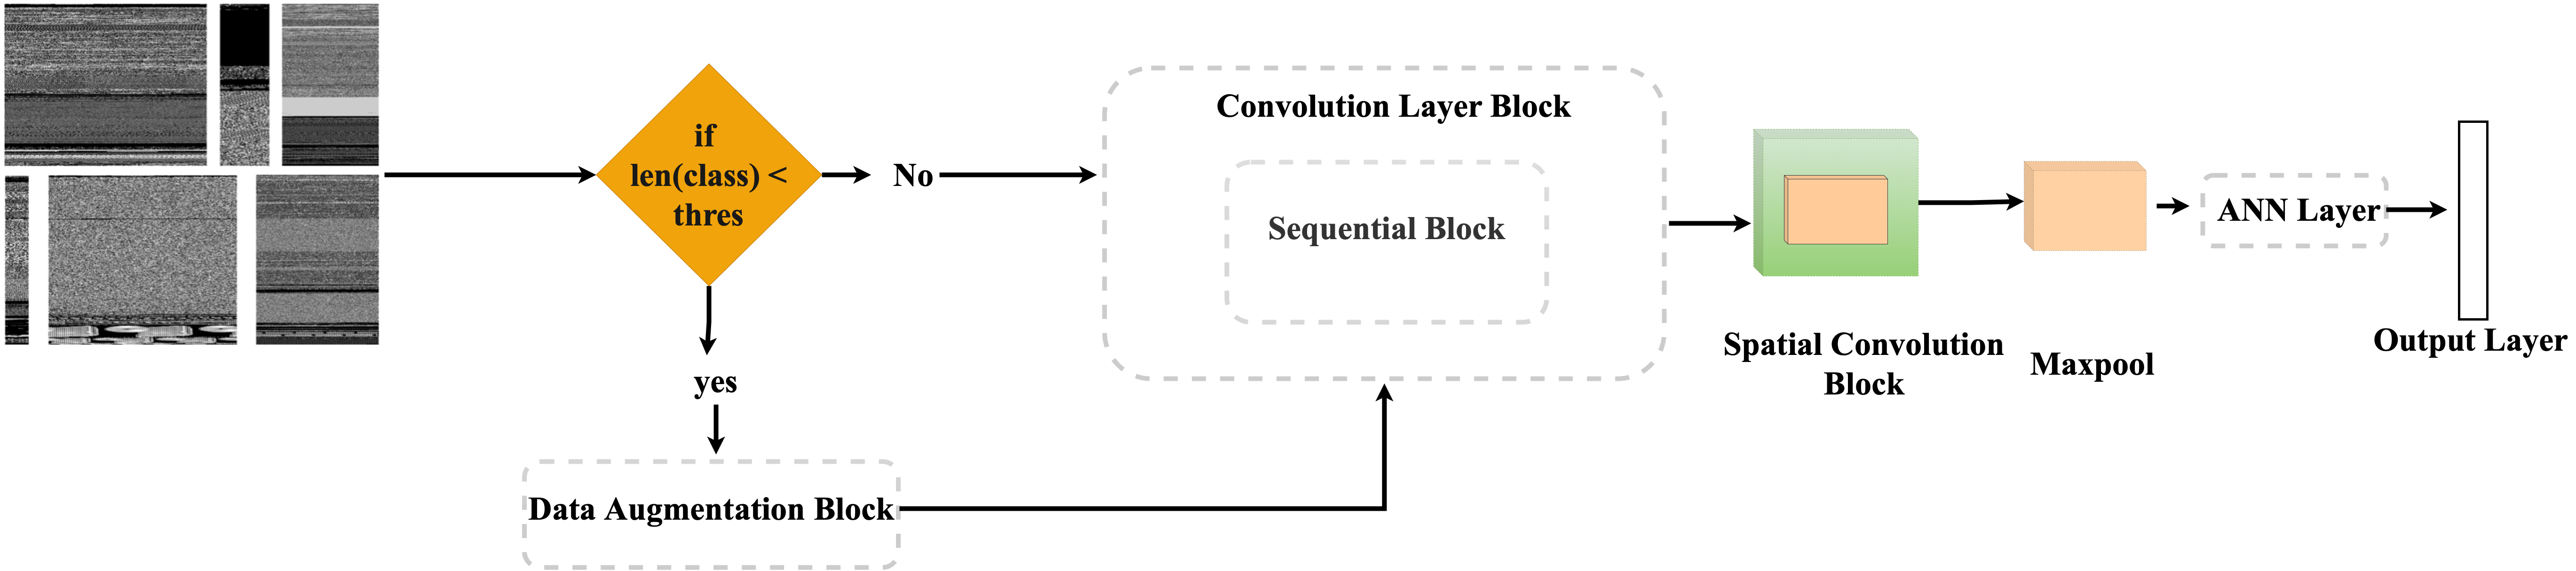 if
len(class) <
thres
No
yes
Data Augmentation Block
Convolution Layer Block
Sequential Block
Spatial Convolution
Block
Maxpool
ANN Layer
Output Layer